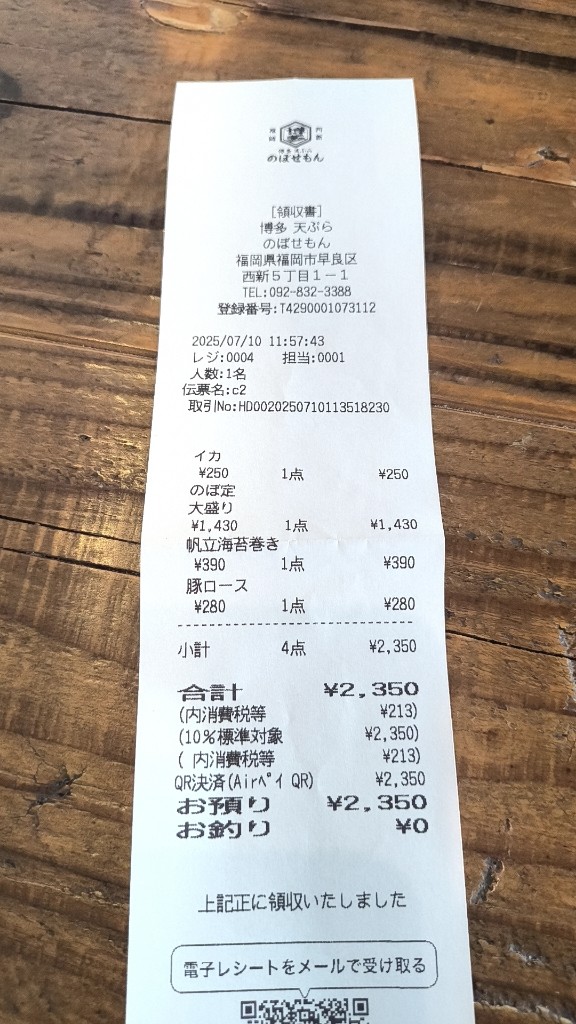 博多 天ぷら
のぼせもん
[領収書]
博多 天ぷら
のぼせもん
福岡県福岡市早良区
西新５丁目１－１
TEL:092-832-3388
登録番号:T4290001073112
2025/07/10 11:57:43
レジ:0004 担当:0001
人数:1名
伝票名:c2
取引No:HD0020250710113518230
イカ
¥250 1点 ¥250
のぼ定
大盛り
¥1,430 1点 ¥1,430
帆立海苔巻き
¥390 1点 ¥390
豚ロース
¥280 1点 ¥280
小計 4点 ¥2,350
合計 ¥2,350
(内消費税等 ¥213)
(10%標準対象 ¥2,350)
( 内消費税等 ¥213)
QR決済(Airﾍﾟｲ QR) ¥2,350
お預り ¥2,350
お釣り ¥0
上記正に領収いたしました
電子レシートをメールで受け取る